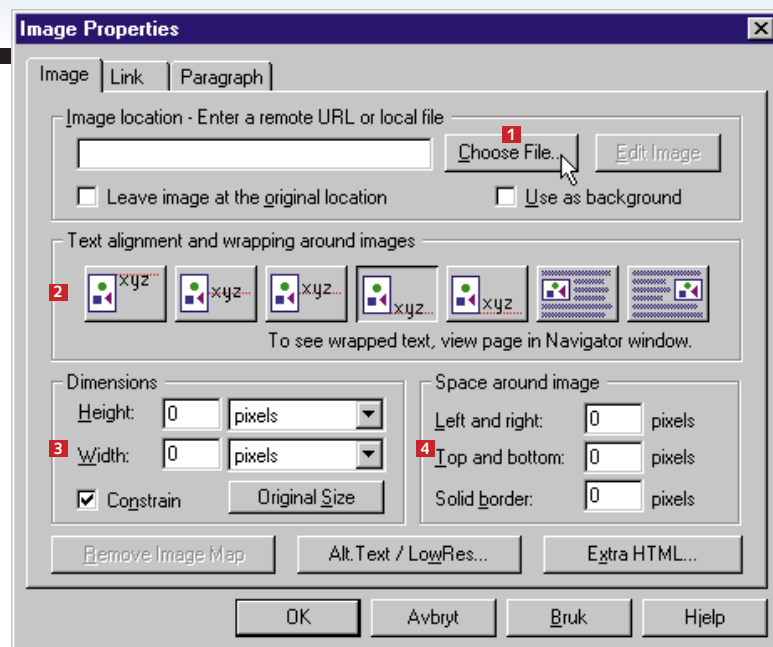 Image Properties
Image Link Paragraph
Image location - Enter a remote URL or local file
1
Choose File... Edit Image
Leave image at the original location Use as background
Text alignment and wrapping around images
2 xyz xyz xyz xyz xyz
To see wrapped text, view page in Navigator window.
Dimensions Space around image
Height: 0 pixels Left and right: 0 pixels
3 Width: 0 pixels 4 Top and bottom: 0 pixels
Constrain Original Size Solid border: 0 pixels
Remove Image Map Alt.Text / LowRes... Extra HTML...
OK Avbryt Bruk Hjelp